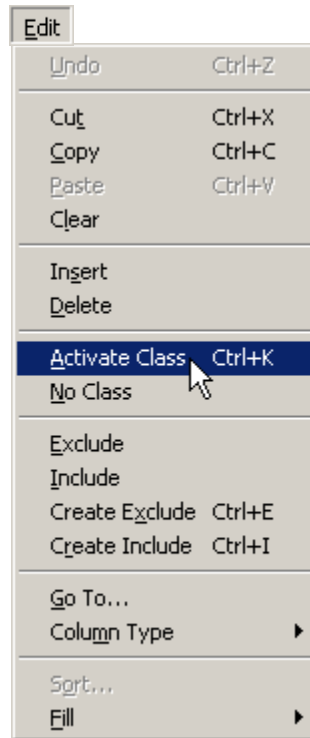 Edit
Undo Ctrl+Z
Cut Ctrl+X
Copy Ctrl+C
Paste Ctrl+V
Clear
Insert
Delete
Activate Class Ctrl+K
No Class
Exclude
Include
Create Exclude Ctrl+E
Create Include Ctrl+I
Go To...
Column Type
Sort...
Fill